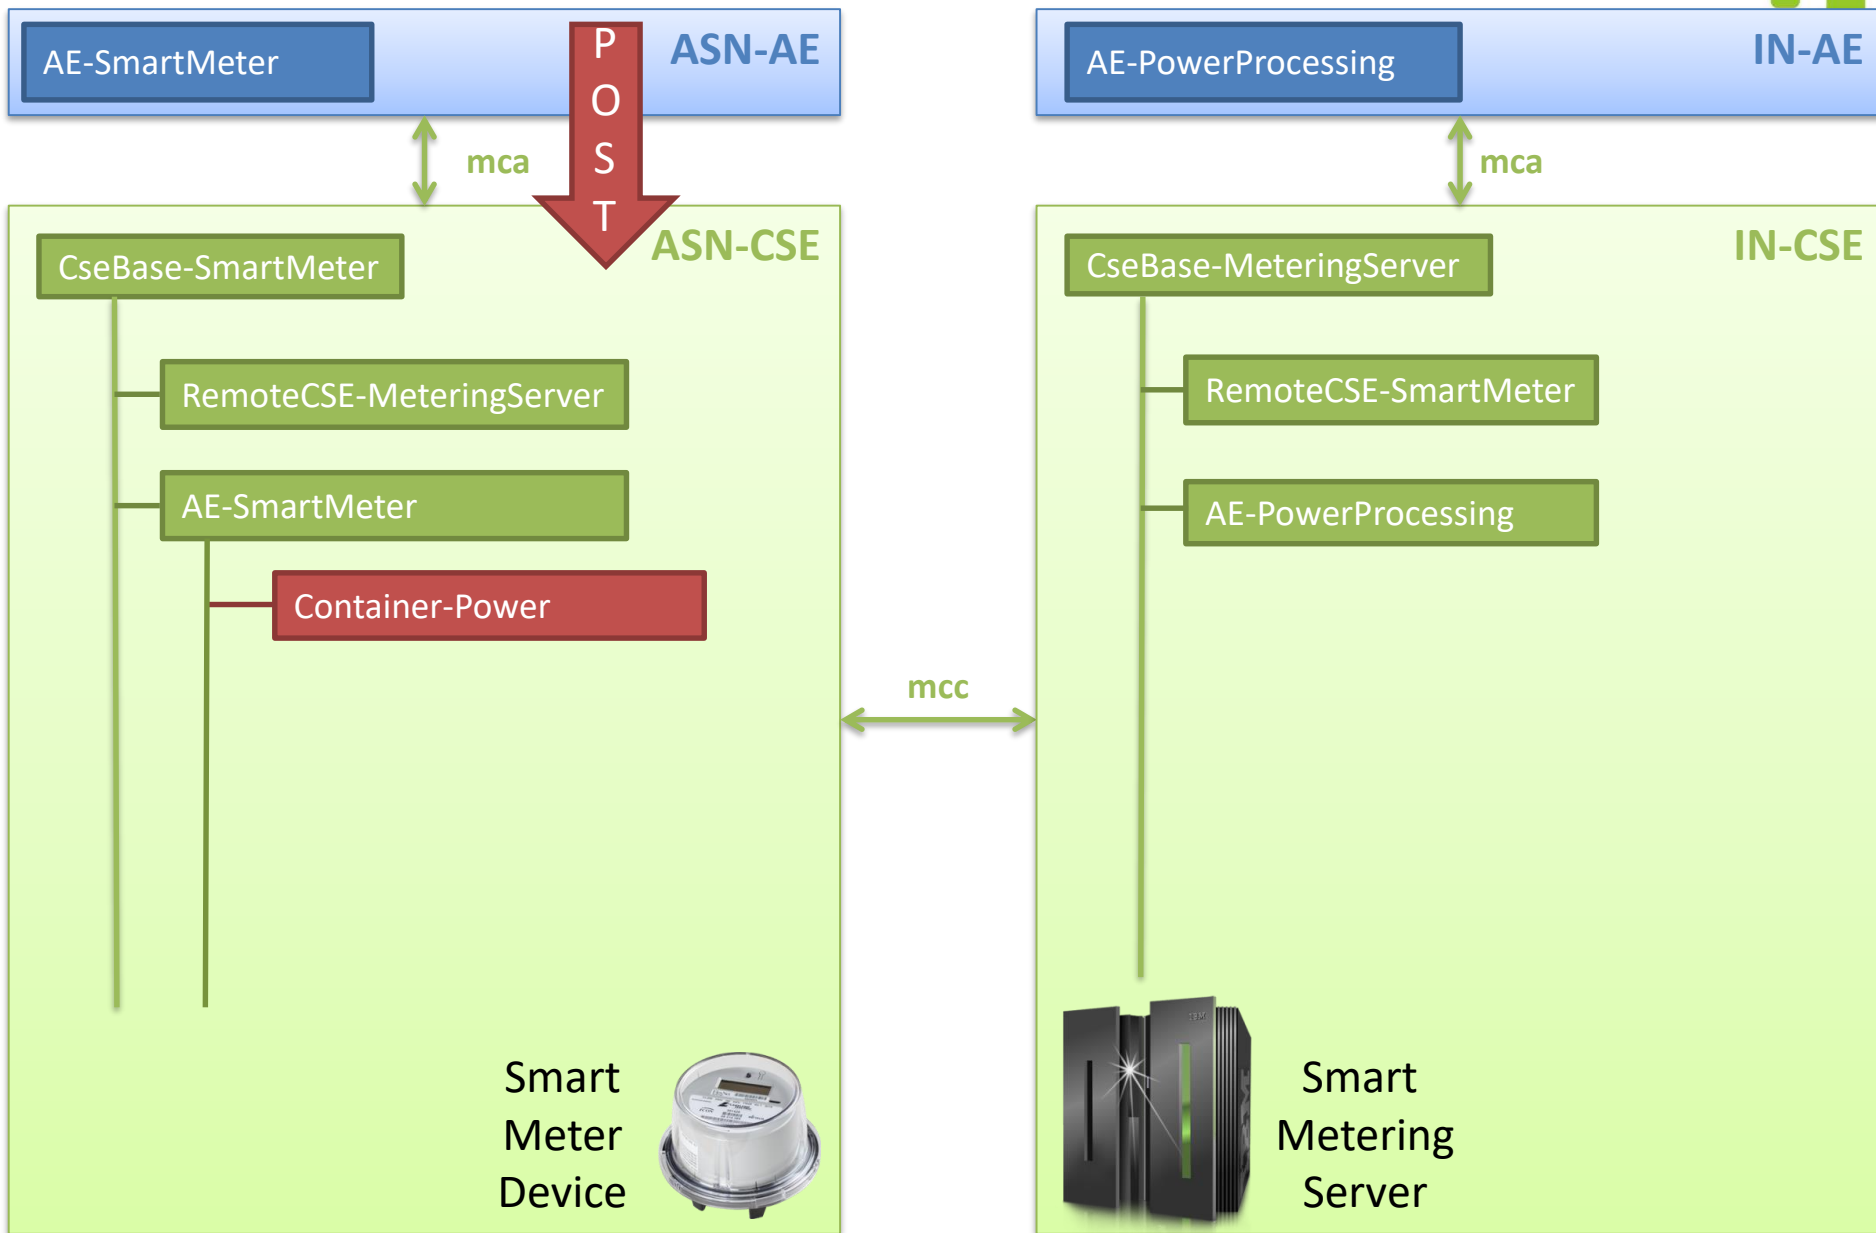 AE-SmartMeter
ASN-AE
P
O
S
T
mca
ASN-CSE
CseBase-SmartMeter
RemoteCSE-MeteringServer
AE-SmartMeter
Container-Power
Smart
Meter
Device
mcc
AE-PowerProcessing
IN-AE
mca
IN-CSE
CseBase-MeteringServer
RemoteCSE-SmartMeter
AE-PowerProcessing
IBM
Smart
Metering
Server